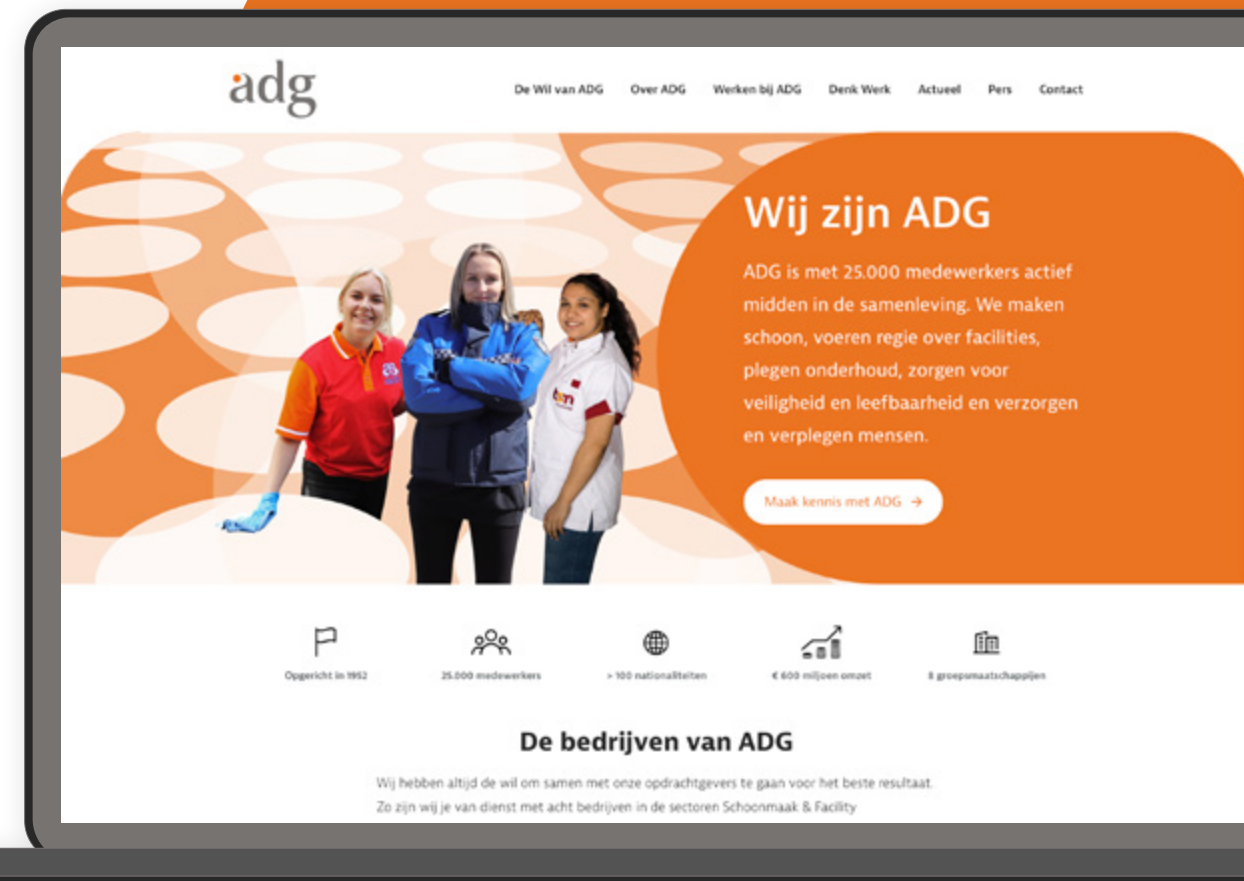 adg
De Wil van ADG Over ADG Werken bij ADG Denk Werk Actueel Pers Contact
Wij zijn ADG
ADG is met 25.000 medewerkers actief
midden in de samenleving. We maken
schoon, voeren regie over facilities,
plegen onderhoud, zorgen voor
veiligheid en leefbaarheid en verzorgen
en verplegen mensen.
Maak kennis met ADG →
tsn
Opgericht in 1952
25.000 medewerkers
> 100 nationaliteiten
€ 600 miljoen omzet
8 groepsmaatschappijen
De bedrijven van ADG
Wij hebben altijd de wil om samen met onze opdrachtgevers te gaan voor het beste resultaat.
Zo zijn wij je van dienst met acht bedrijven in de sectoren Schoonmaak & Facility